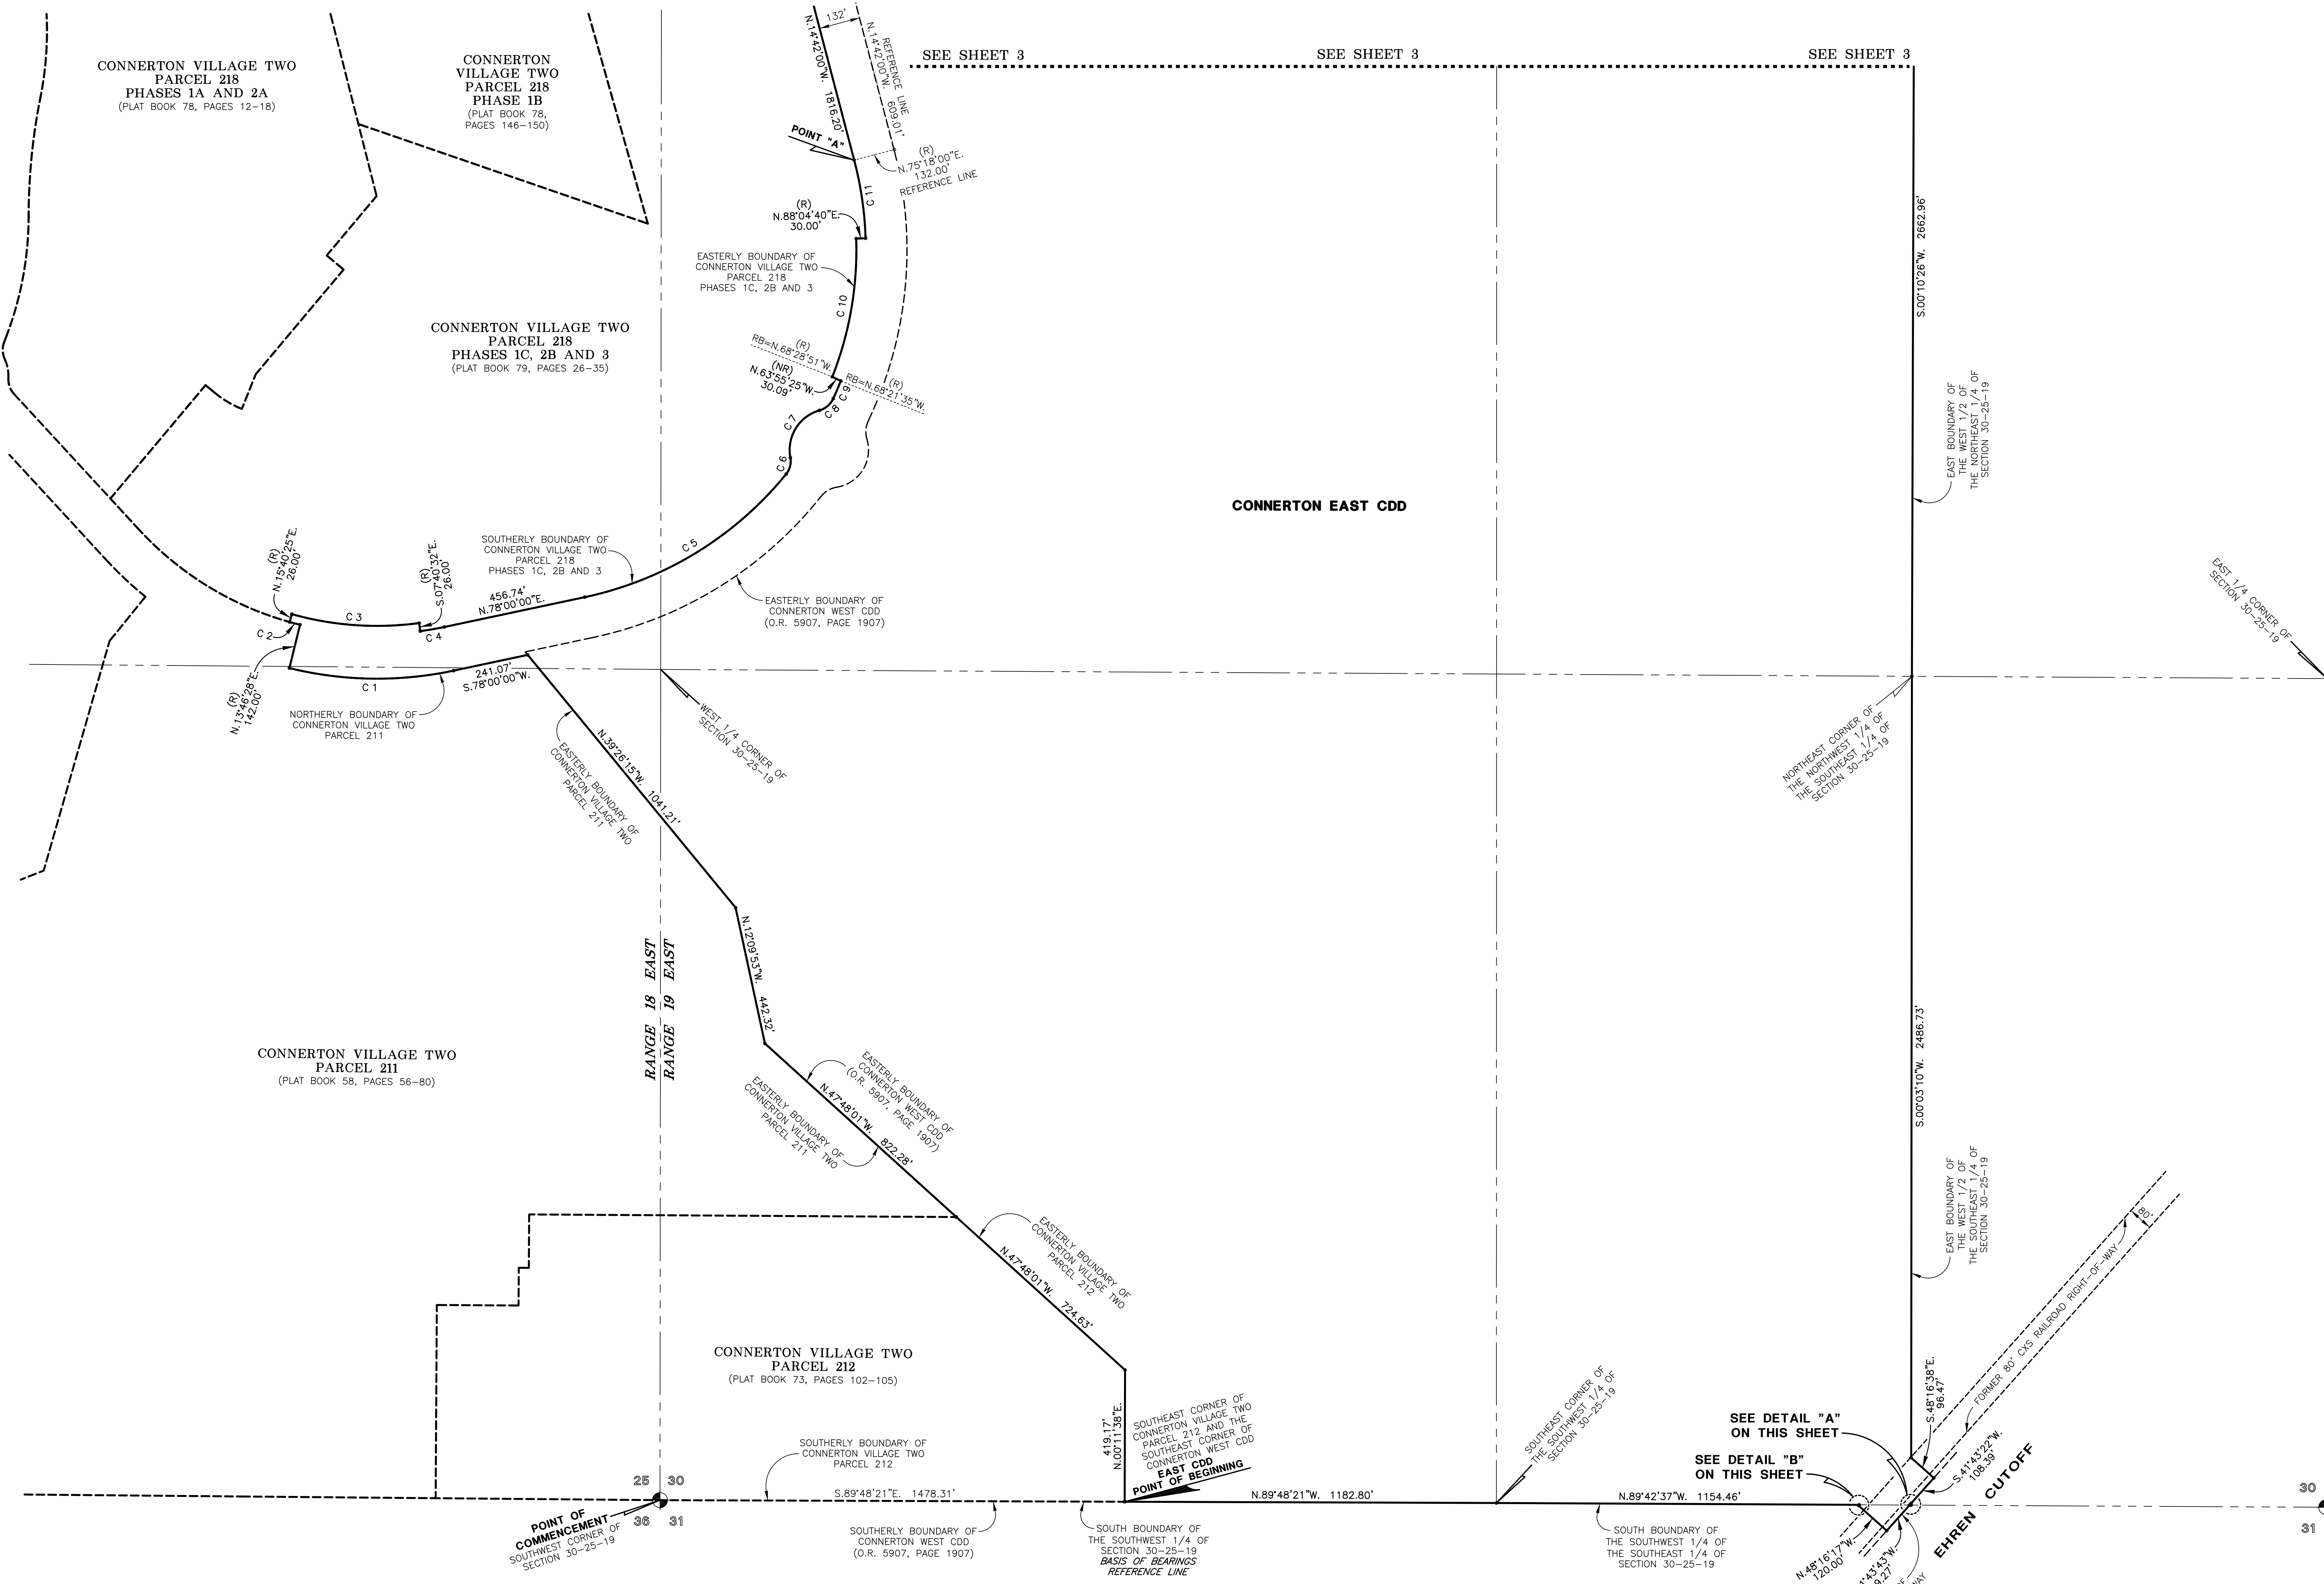 CONNERTON VILLAGE TWO
PARCEL 218
PHASES 1A AND 2A
(PLAT BOOK 78, PAGES 12-18)
CONNERTON
VILLAGE TWO
PARCEL 218
PHASE 1B
(PLAT BOOK 78,
PAGES 146-150)
132'
N.14°42'00"W. 1816.20'
REFERENCE LINE
N.14°42'00"W. 609.01'
SEE SHEET 3
SEE SHEET 3
SEE SHEET 3
POINT "A"
(R)
N.75°18'00"E.
132.00'
REFERENCE LINE
C 11
(R)
N.88°04'40"E.
30.00'
EASTERLY BOUNDARY OF
CONNERTON VILLAGE TWO
PARCEL 218
PHASES 1C, 2B AND 3
C 10
S.00°10'26"W. 2662.96'
CONNERTON VILLAGE TWO
PARCEL 218
PHASES 1C, 2B AND 3
(PLAT BOOK 79, PAGES 26-35)
(R)
RB=N.68°28'51"W.
(NR)
N.63°55'25"W.
30.09'
(R)
RB=N.68°21'35"W.
C 9
C 8
C 7
C 6
EAST BOUNDARY OF
THE WEST 1/2 OF
THE NORTHEAST 1/4 OF
SECTION 30-25-19
CONNERTON EAST CDD
(R)
N.15°40'25"E.
26.00'
(R)
S.07°40'32"E.
26.00'
SOUTHERLY BOUNDARY OF
CONNERTON VILLAGE TWO
PARCEL 218
PHASES 1C, 2B AND 3
C 5
C 3
C 2
C 4
456.74'
N.78°00'00"E.
EASTERLY BOUNDARY OF
CONNERTON WEST CDD
(O.R. 5907, PAGE 1907)
EAST 1/4 CORNER OF
SECTION 30-25-19
(R)
N.13°46'28"E.
142.00'
C 1
241.07'
S.78°00'00"W.
NORTHERLY BOUNDARY OF
CONNERTON VILLAGE TWO
PARCEL 211
WEST 1/4 CORNER OF
SECTION 30-25-19
NORTHEAST CORNER OF
THE NORTHWEST 1/4 OF
THE SOUTHEAST 1/4 OF
SECTION 30-25-19
N.39°26'15"W. 1041.21'
EASTERLY BOUNDARY OF
CONNERTON VILLAGE TWO
PARCEL 211
RANGE 18 EAST
RANGE 19 EAST
N.12°09'53"W. 442.32'
CONNERTON VILLAGE TWO
PARCEL 211
(PLAT BOOK 58, PAGES 56-80)
EASTERLY BOUNDARY OF
CONNERTON WEST CDD
(O.R. 5907, PAGE 1907)
N.47°48'01"W. 822.28'
EASTERLY BOUNDARY OF
CONNERTON VILLAGE TWO
PARCEL 211
S.00°03'10"W. 2486.73'
EAST BOUNDARY OF
THE WEST 1/2 OF
THE SOUTHEAST 1/4 OF
SECTION 30-25-19
80'
FORMER 80' CXS RAILROAD RIGHT-OF-WAY
EASTERLY BOUNDARY OF
CONNERTON VILLAGE TWO
PARCEL 212
N.47°48'01"W. 724.63'
CONNERTON VILLAGE TWO
PARCEL 212
(PLAT BOOK 73, PAGES 102-105)
419.17'
N.00°11'38"E.
SOUTHEAST CORNER OF
CONNERTON VILLAGE TWO
PARCEL 212 AND THE
SOUTHEAST CORNER OF
CONNERTON WEST CDD
EAST CDD
POINT OF BEGINNING
SOUTHEAST CORNER OF
THE SOUTHWEST 1/4 OF
SECTION 30-25-19
S.48°16'38"E.
96.47'
SEE DETAIL "A"
ON THIS SHEET
SEE DETAIL "B"
ON THIS SHEET
S.41°43'22"W.
108.39'
EHREN CUTOFF
SOUTHERLY BOUNDARY OF
CONNERTON VILLAGE TWO
PARCEL 212
25 30
36 31
S.89°48'21"E. 1478.31'
N.89°48'21"W. 1182.80'
N.89°42'37"W. 1154.46'
30
31
POINT OF
COMMENCEMENT
SOUTHWEST CORNER OF
SECTION 30-25-19
SOUTHERLY BOUNDARY OF
CONNERTON WEST CDD
(O.R. 5907, PAGE 1907)
SOUTH BOUNDARY OF
THE SOUTHWEST 1/4 OF
SECTION 30-25-19
BASIS OF BEARINGS
REFERENCE LINE
SOUTH BOUNDARY OF
THE SOUTHWEST 1/4 OF
THE SOUTHEAST 1/4 OF
SECTION 30-25-19
N.48°16'17"W.
120.00'